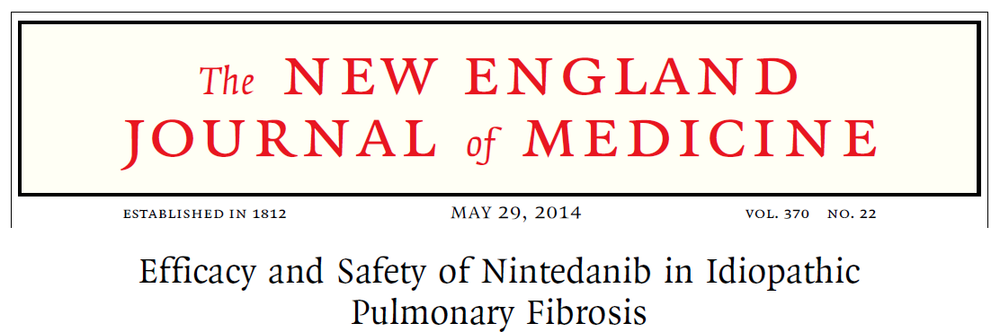 The NEW ENGLAND
JOURNAL of MEDICINE
ESTABLISHED IN 1812 MAY 29, 2014 VOL. 370 NO. 22
Efficacy and Safety of Nintedanib in Idiopathic
Pulmonary Fibrosis